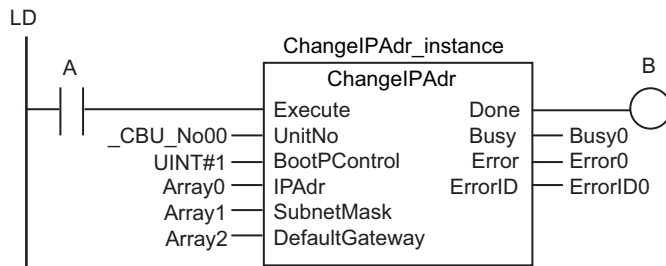 LD
ChangeIPAdr_instance
A
B
ChangeIPAdr
Execute Done
_CBU_No00 UnitNo Busy Busy0
UINT#1 BootPControl Error Error0
Array0 IPAdr ErrorID ErrorID0
Array1 SubnetMask
Array2 DefaultGateway